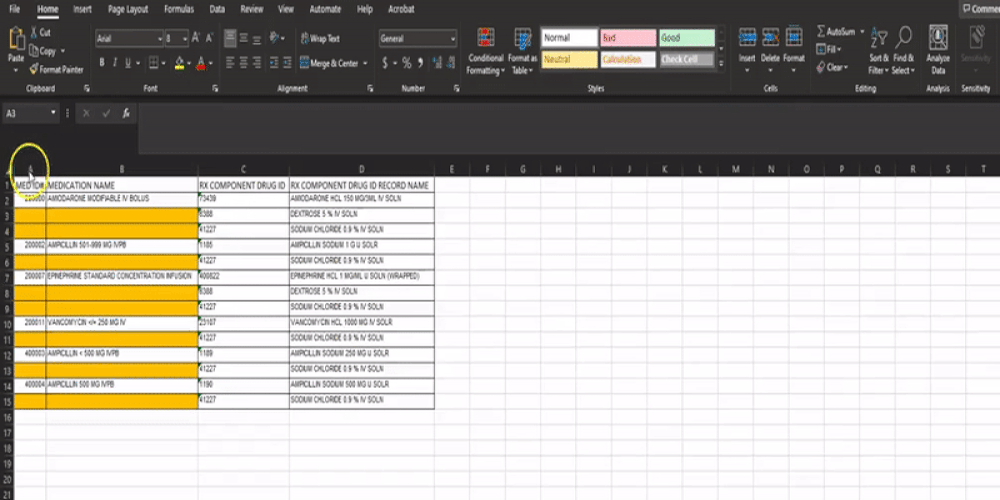 File Home Insert Page Layout Formulas Data Review View Automate Help Acrobat
Cut
Copy
Paste
Format Painter
Clipboard
Arial 8
B I U
Font
Wrap Text
Merge & Center
Alignment
General
$ % ,
Number
Conditional Formatting
Format as Table
Normal Bad Good
Neutral Calculation Check Cell
Styles
Insert Delete Format
Cells
AutoSum
Fill
Clear
Sort & Filter
Find & Select
Editing
Analyze Data
Analysis
Sensitivity
Sensitivity
A3 fx
B C D E F G H I J K L M N O P Q R S T
1 MED ID# MEDICATION NAME RX COMPONENT DRUG ID RX COMPONENT DRUG ID RECORD NAME
2 AMIODARONE MODIFIABLE IV BOLUS 73439 AMIODARONE HCL 150 MG/3ML IV SOLN
3 8388 DEXTROSE 5 % IV SOLN
4 41227 SODIUM CHLORIDE 0.9 % IV SOLN
5 200002 AMPICILLIN 501-999 MG IVPB 1185 AMPICILLIN SODIUM 1 G IJ SOLR
6 41227 SODIUM CHLORIDE 0.9 % IV SOLN
7 200007 EPINEPHRINE STANDARD CONCENTRATION INFUSION 400822 EPINEPHRINE HCL 1 MG/ML IJ SOLN (WRAPPED)
8 8388 DEXTROSE 5 % IV SOLN
9 41227 SODIUM CHLORIDE 0.9 % IV SOLN
10 200011 VANCOMYCIN </= 250 MG IV 23107 VANCOMYCIN HCL 1000 MG IV SOLR
11 41227 SODIUM CHLORIDE 0.9 % IV SOLN
12 400003 AMPICILLIN < 500 MG IVPB 1189 AMPICILLIN SODIUM 250 MG IJ SOLR
13 41227 SODIUM CHLORIDE 0.9 % IV SOLN
14 400004 AMPICILLIN 500 MG IVPB 1190 AMPICILLIN SODIUM 500 MG IJ SOLR
15 41227 SODIUM CHLORIDE 0.9 % IV SOLN
16
17
18
19
20
21